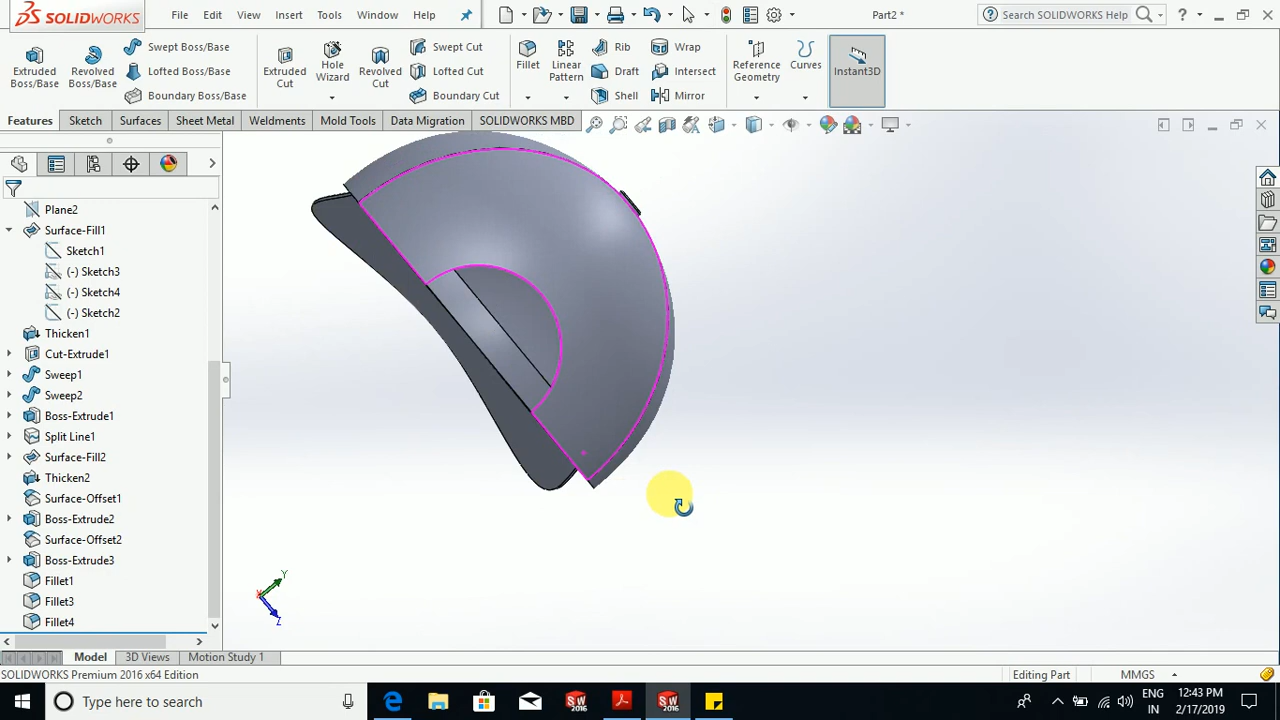 SOLIDWORKS
File Edit View Insert Tools Window Help
Part2 *
Search SOLIDWORKS Help
?
Extruded Boss/Base
Revolved Boss/Base
Swept Boss/Base
Lofted Boss/Base
Boundary Boss/Base
Extruded Cut
Hole Wizard
Revolved Cut
Swept Cut
Lofted Cut
Boundary Cut
Fillet
Linear Pattern
Rib
Draft
Shell
Wrap
Intersect
Mirror
Reference Geometry
Curves
Instant3D
Features Sketch Surfaces Sheet Metal Weldments Mold Tools Data Migration SOLIDWORKS MBD
Plane2
Surface-Fill1
Sketch1
(-) Sketch3
(-) Sketch4
Sketch2
Thicken1
Cut-Extrude1
Sweep1
Sweep2
Boss-Extrude1
Split Line1
Surface-Fill2
Thicken2
Surface-Offset1
Boss-Extrude2
Surface-Offset2
Boss-Extrude3
Fillet1
Fillet3
Fillet4
Y
X
Z
Model 3D Views Motion Study 1
SOLIDWORKS Premium 2016 x64 Edition
Editing Part
MMGS
Type here to search
SW 2016
SW 2016
ENG
IN
12:43 PM
2/17/2019